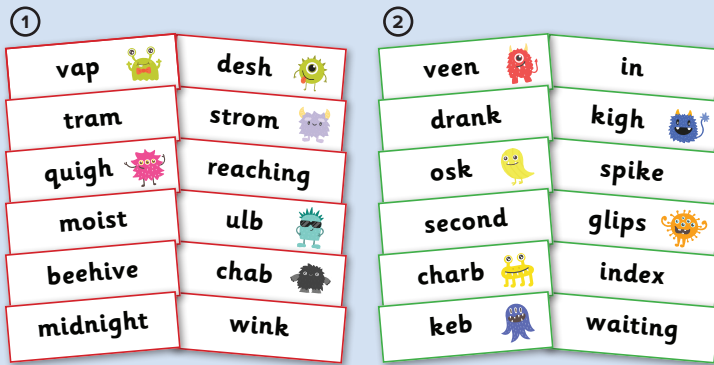 1
vap
desh
tram
strom
quigh
reaching
moist
ulb
beehive
chab
midnight
wink
2
veen
in
drank
kigh
osk
spike
second
glips
charb
index
keb
waiting